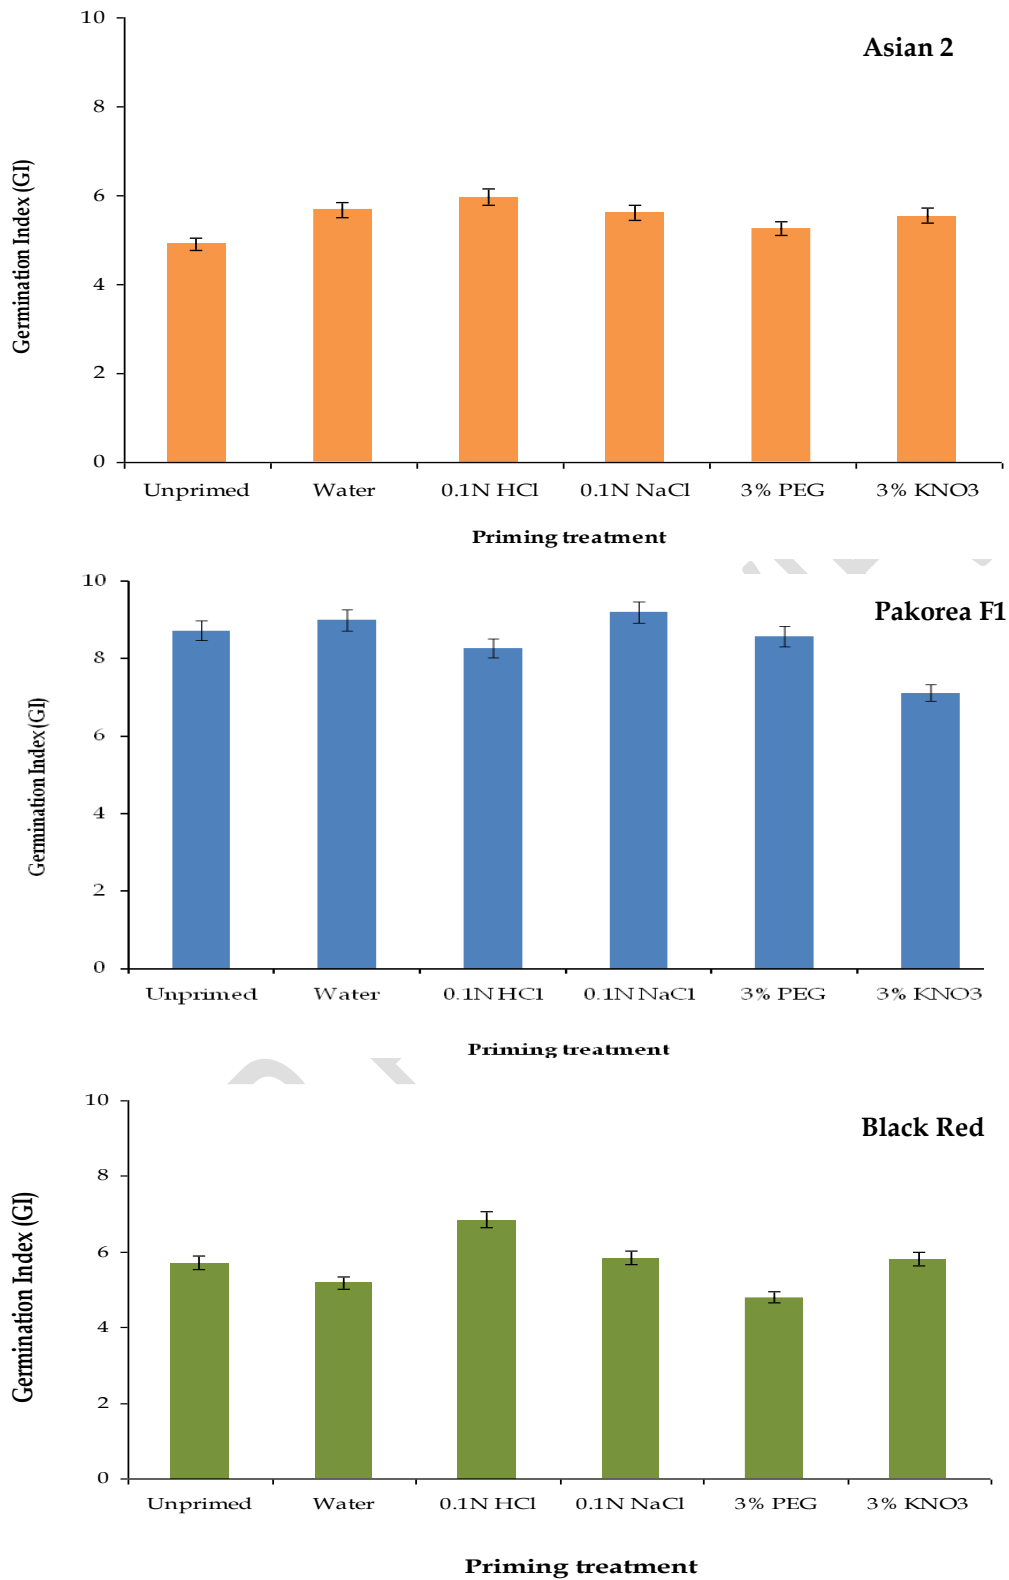 Asian 2
Germination Index (GI)
10
8
6
4
2
0
Unprimed Water 0.1N HCl 0.1N NaCl 3% PEG 3% KNO3
Priming treatment
Pakorea F1
Germination Index (GI)
10
8
6
4
2
0
Unprimed Water 0.1N HCl 0.1N NaCl 3% PEG 3% KNO3
Priming treatment
Black Red
Germination Index (GI)
10
8
6
4
2
0
Unprimed Water 0.1N HCl 0.1N NaCl 3% PEG 3% KNO3
Priming treatment